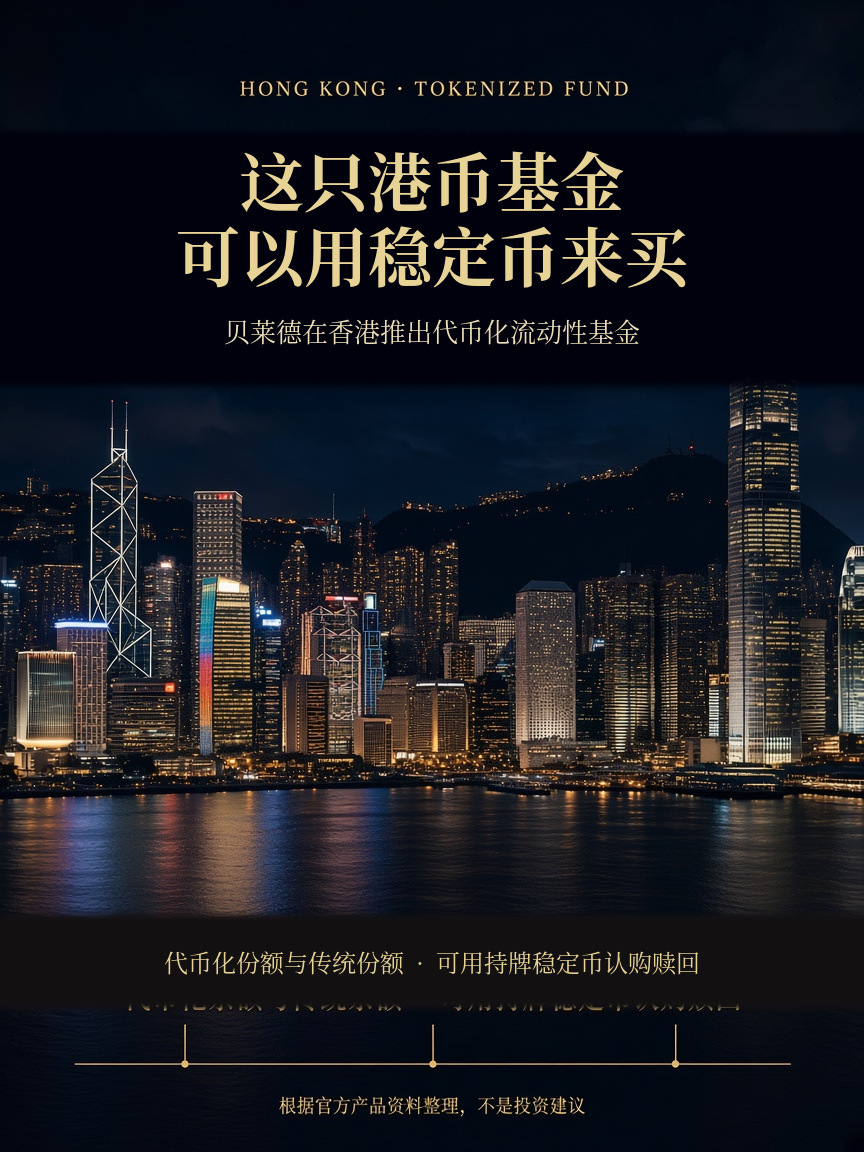 HONG KONG · TOKENIZED FUND
这只港币基金
可以用稳定币来买
贝莱德在香港推出代币化流动性基金
代币化份额与传统份额 · 可用持牌稳定币认购赎回
根据官方产品资料整理，不是投资建议